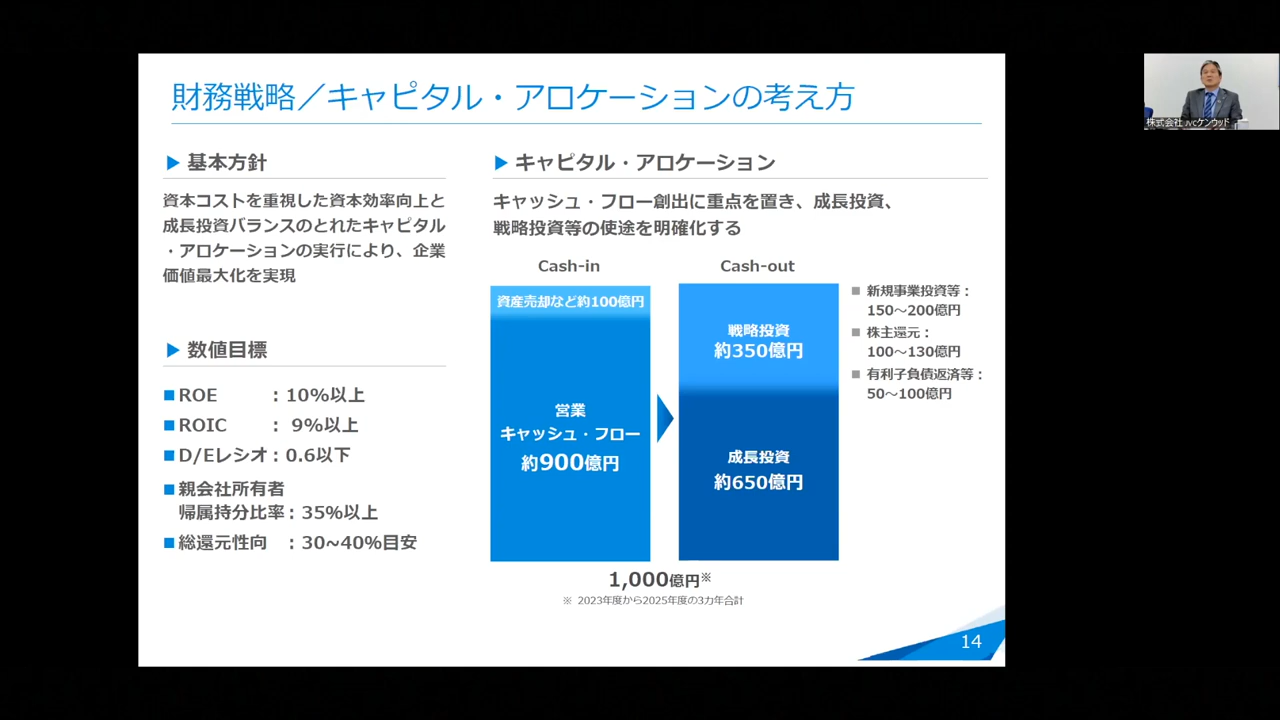 財務戦略／キャピタル・アロケーションの考え方
▶ 基本方針
資本コストを重視した資本効率向上と
成長投資バランスのとれたキャピタル
・アロケーションの実行により、企業
価値最大化を実現
▶ 数値目標
■ ROE ：10%以上
■ ROIC ： 9%以上
■ D/Eレシオ：0.6以下
■ 親会社所有者
帰属持分比率：35%以上
■ 総還元性向 ：30~40%目安
▶ キャピタル・アロケーション
キャッシュ・フロー創出に重点を置き、成長投資、
戦略投資等の使途を明確化する
Cash-in
資産売却など約100億円
営業
キャッシュ・フロー
約900億円
Cash-out
戦略投資
約350億円
成長投資
約650億円
■ 新規事業投資等：
150～200億円
■ 株主還元：
100～130億円
■ 有利子負債返済等：
50～100億円
1,000億円※
※ 2023年度から2025年度の3カ年合計
14
株式会社 JVCケンウッド